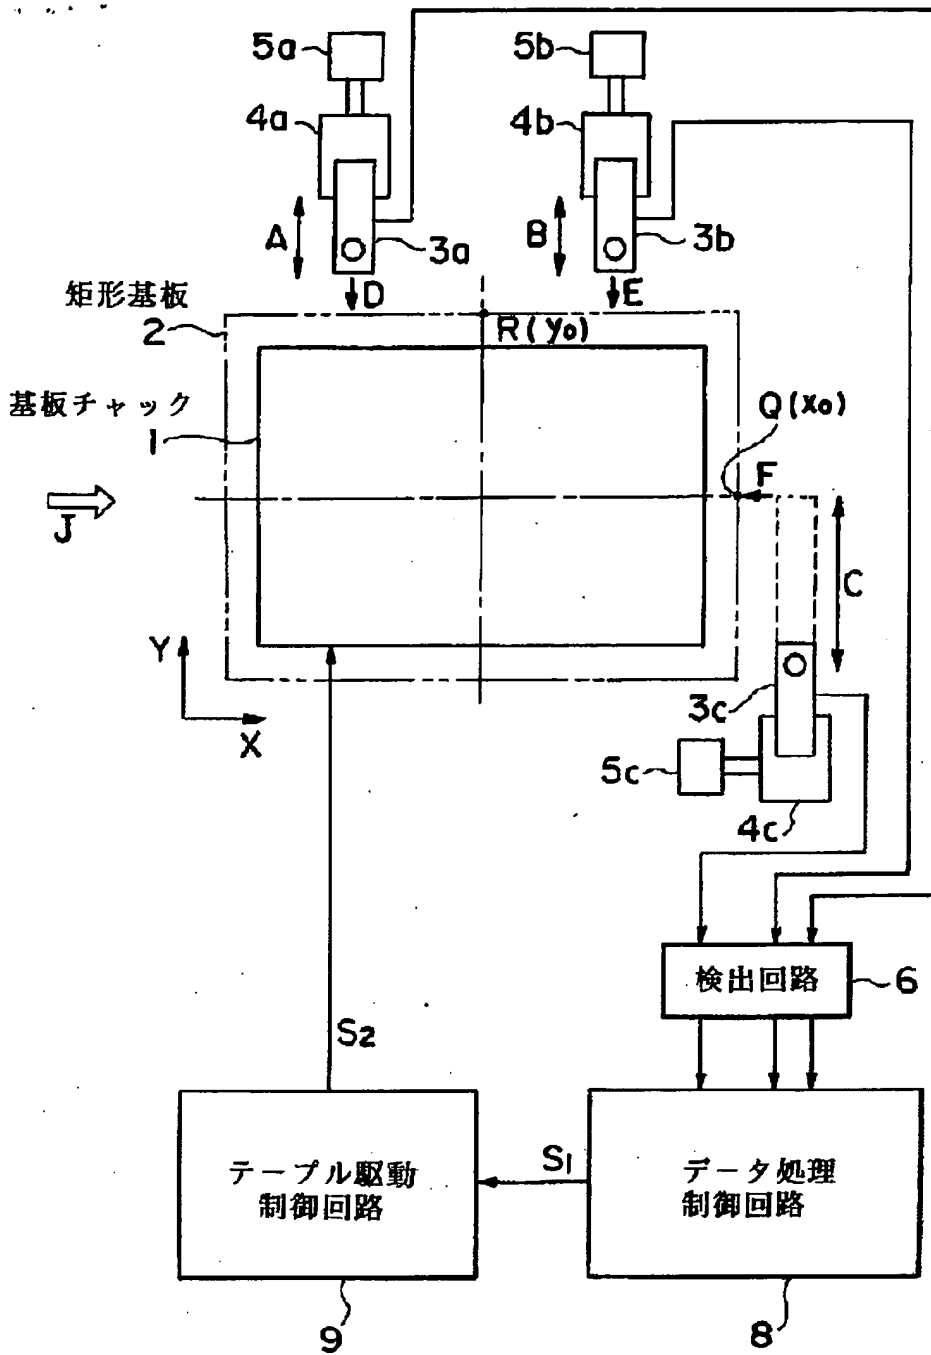 5a
5b
4a
4b
A
3a
B
3b
D
E
矩形基板
2
R(y0)
基板チャック
1
Q(x0)
F
J
C
Y
X
3c
5c
4c
検出回路
6
S2
テーブル駆動
制御回路
S1
データ処理
制御回路
9
8